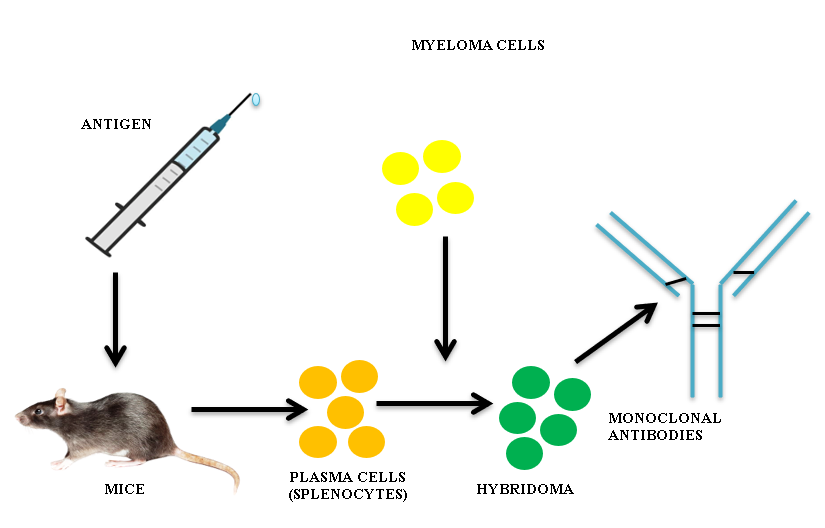 MYELOMA CELLS
ANTIGEN
MICE
PLASMA CELLS
(SPLENOCYTES)
HYBRIDOMA
MONOCLONAL
ANTIBODIES